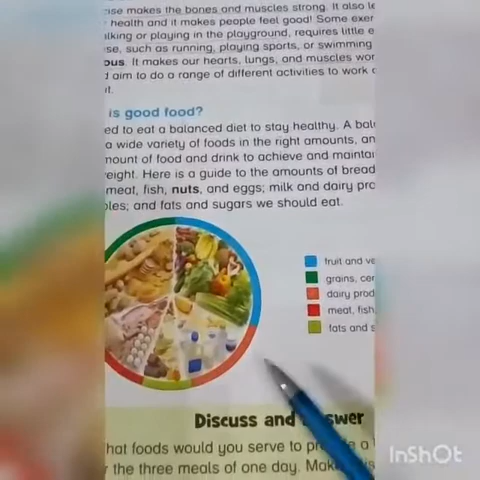 ise makes the bones and muscles strong. It also le
health and it makes people feel good! Some exer
lking or playing in the playground, requires little e
se, such as running, playing sports, or swimming
ous. It makes our hearts, lungs, and muscles wor
d aim to do a range of different activities to work o
it.
is good food?
ed to eat a balanced diet to stay healthy. A bala
a wide variety of foods in the right amounts, an
mount of food and drink to achieve and maintai
eight. Here is a guide to the amounts of bread
meat, fish, nuts, and eggs; milk and dairy pro
bles; and fats and sugars we should eat.
fruit and ve
grains, cer
dairy prod
meat, fish
fats and s
Discuss and swer
hat foods would you serve to a
r the three meals of one day. Mak
InShOt